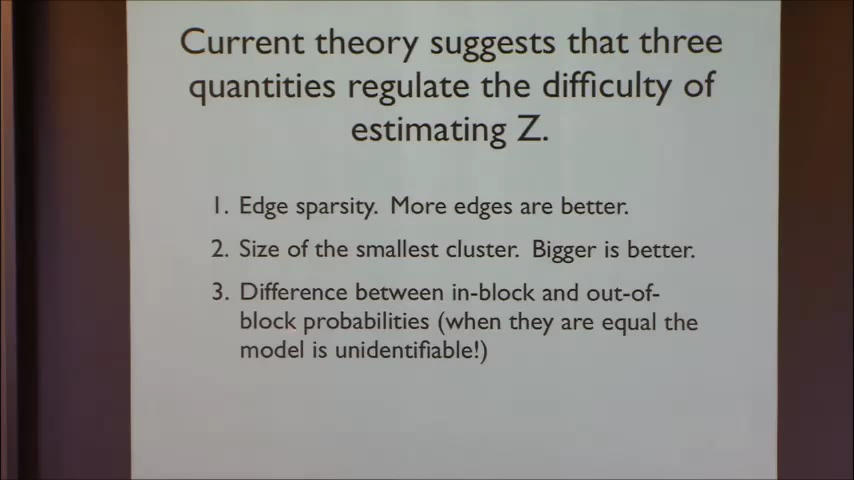 Current theory suggests that three
quantities regulate the difficulty of
estimating Z.
1. Edge sparsity. More edges are better.
2. Size of the smallest cluster. Bigger is better.
3. Difference between in-block and out-of-
block probabilities (when they are equal the
model is unidentifiable!)